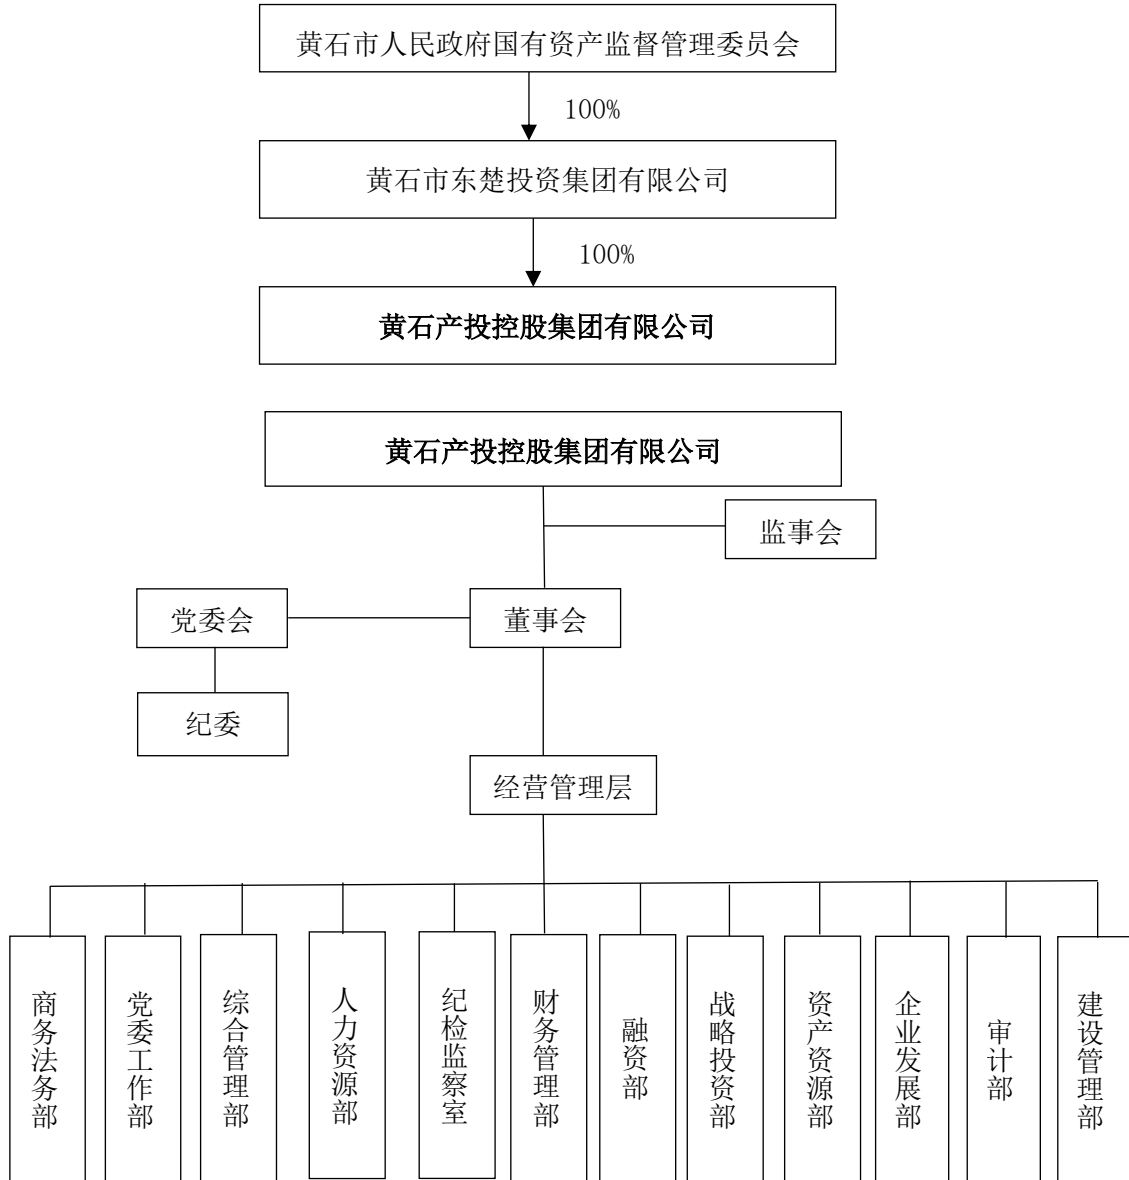 黄石市人民政府国有资产监督管理委员会
100%
黄石市东楚投资集团有限公司
100%
黄石产投控股集团有限公司
黄石产投控股集团有限公司
监事会
党委会
董事会
纪委
经营管理层
商务法务部
党委工作部
综合管理部
人力资源部
纪检监察室
财务管理部
融资部
战略投资部
资产资源部
企业发展部
审计部
建设管理部